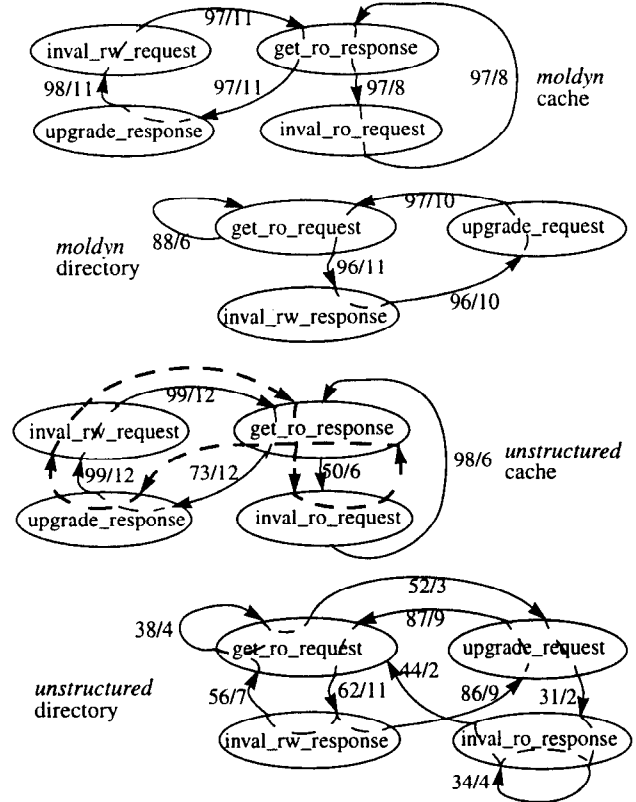 97/11
inval_rw_request
get_ro_response
98/11
97/11
97/8
97/8
moldyn
cache
upgrade_response
inval_ro_request
97/10
get_ro_request
upgrade_request
88/6
moldyn
directory
96/11
96/10
inval_rw_response
99/12
inval_rw_request
get_ro_response
99/12
73/12
50/6
98/6
unstructured
cache
upgrade_response
inval_ro_request
52/3
38/4
87/9
get_ro_request
upgrade_request
44/2
56/7
62/11
86/9
31/2
unstructured
directory
inval_rw_response
inval_ro_response
34/4